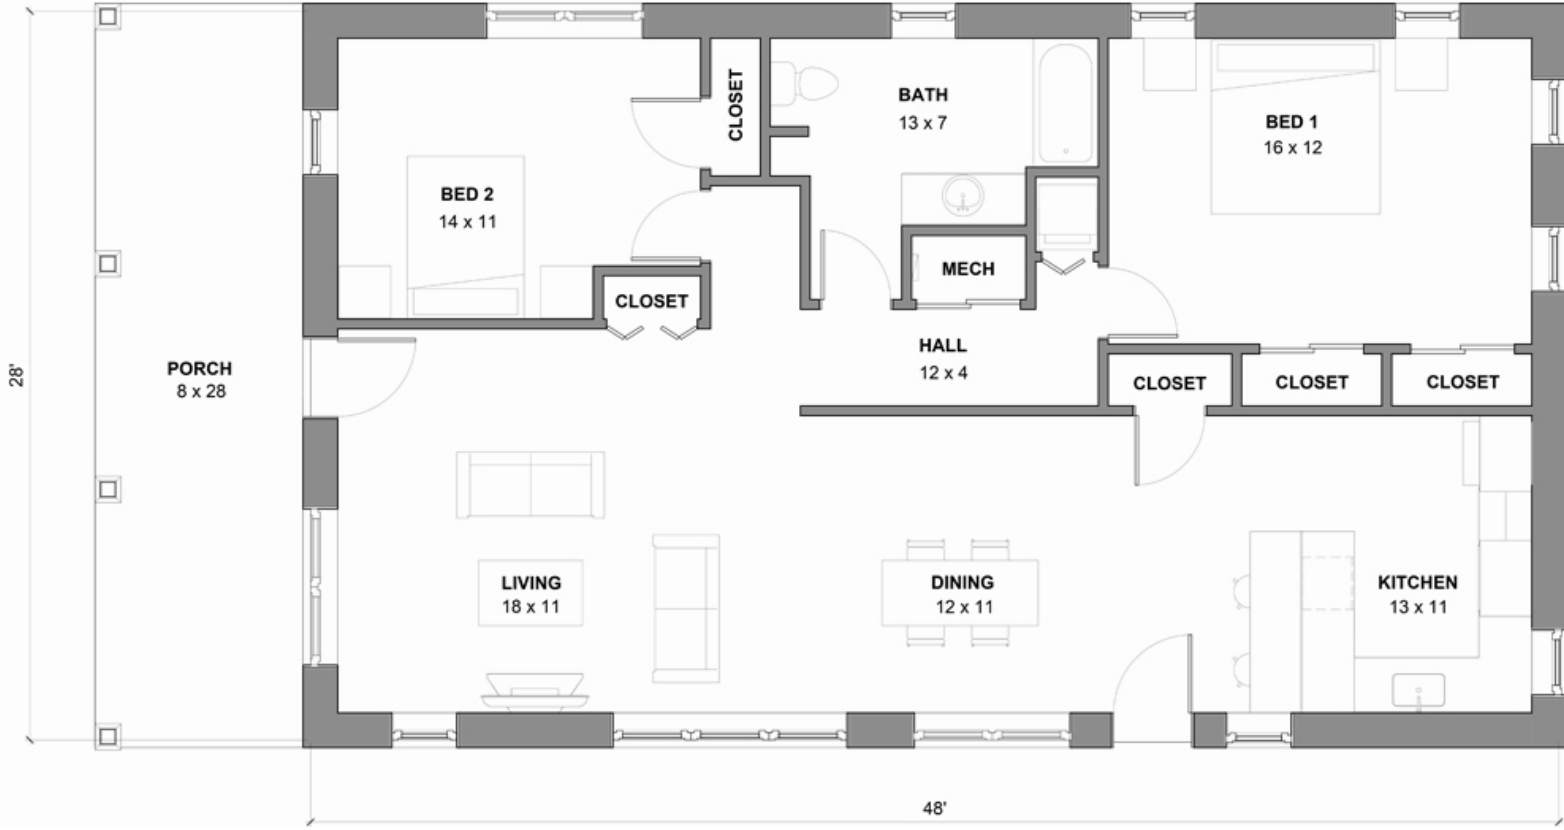 CLOSET
BATH
13 x 7
BED 1
16 x 12
BED 2
14 x 11
MECH
CLOSET
HALL
12 x 4
PORCH
8 x 28
28'
CLOSET
CLOSET
CLOSET
LIVING
18 x 11
DINING
12 x 11
KITCHEN
13 x 11
48'